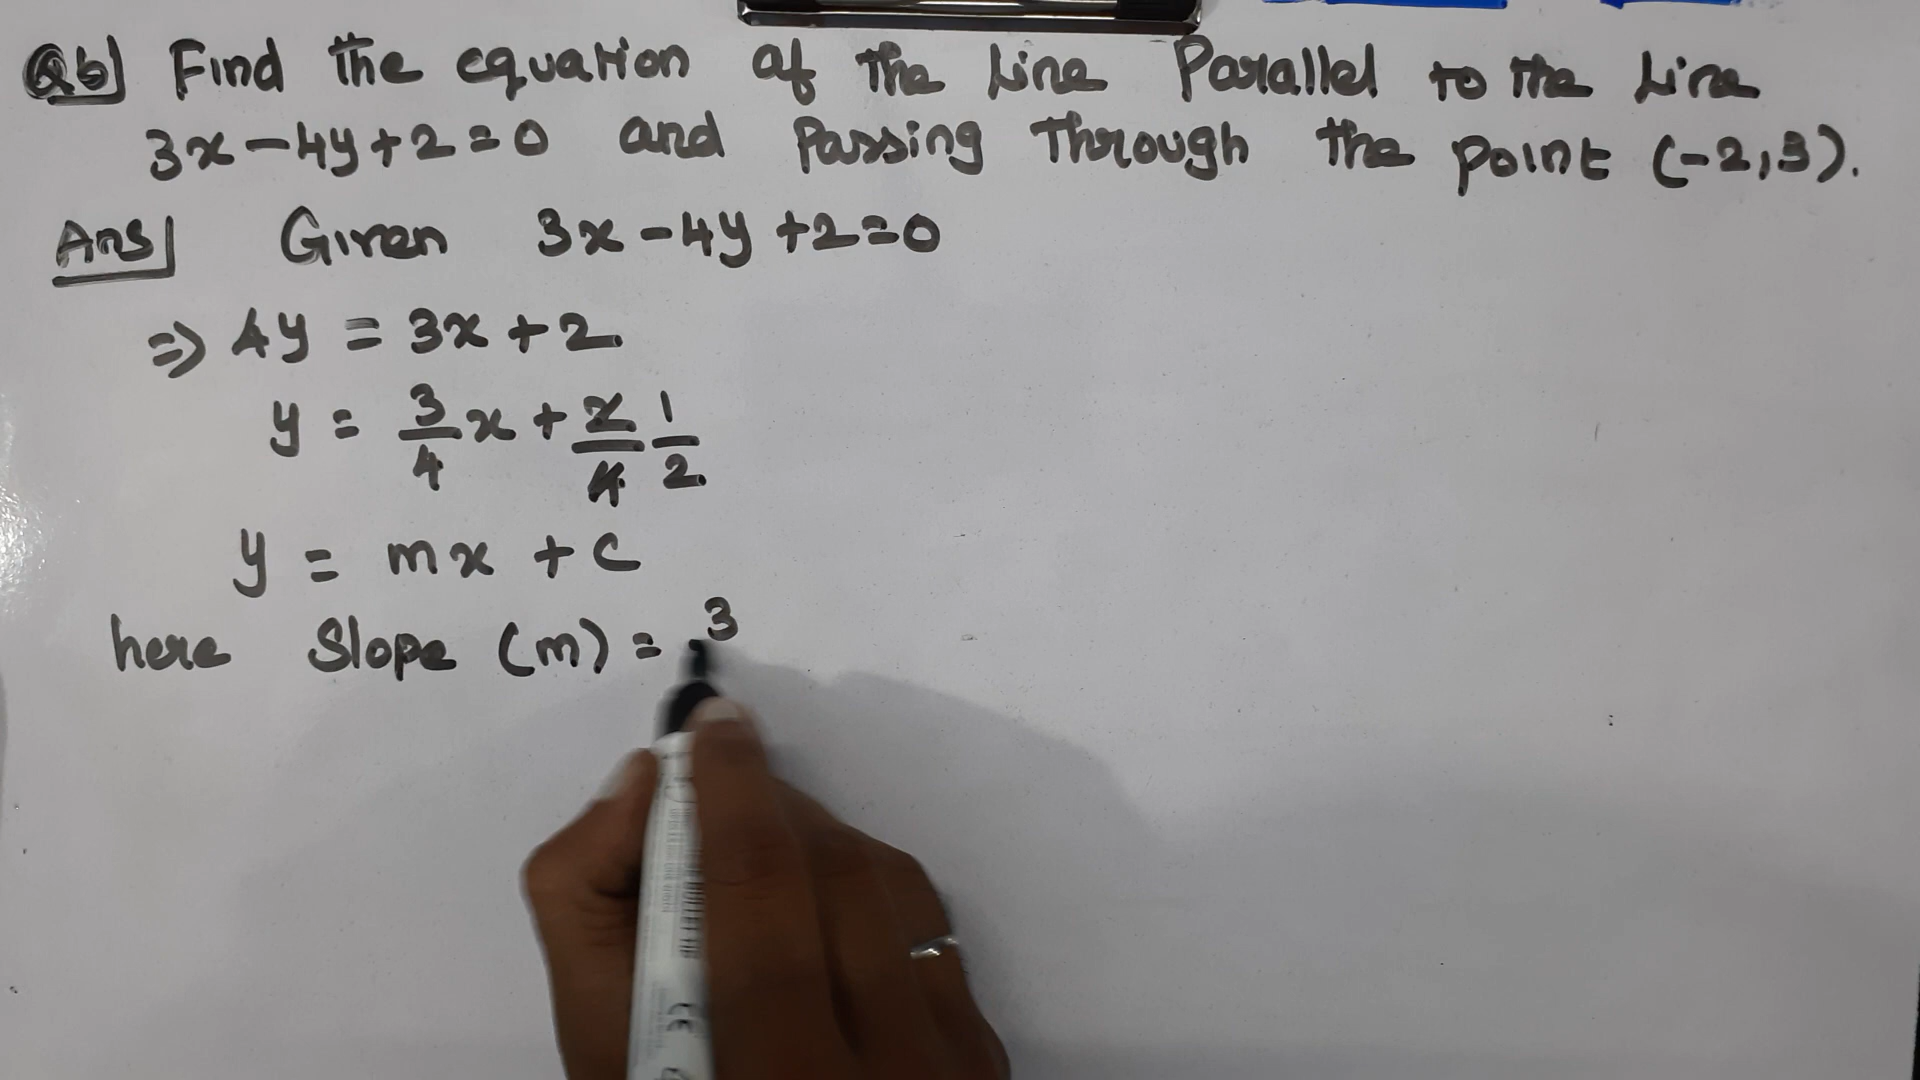 Q6] Find the equation of the Line Parallel to the Line
3x-4y+2=0 and Passing Through the point (-2,3).
Ans] Given 3x-4y+2=0
⇒ 4y = 3x+2
y = 3/4 x + 2/4 1/2
y = mx + c
here Slope (m) = 3
CE